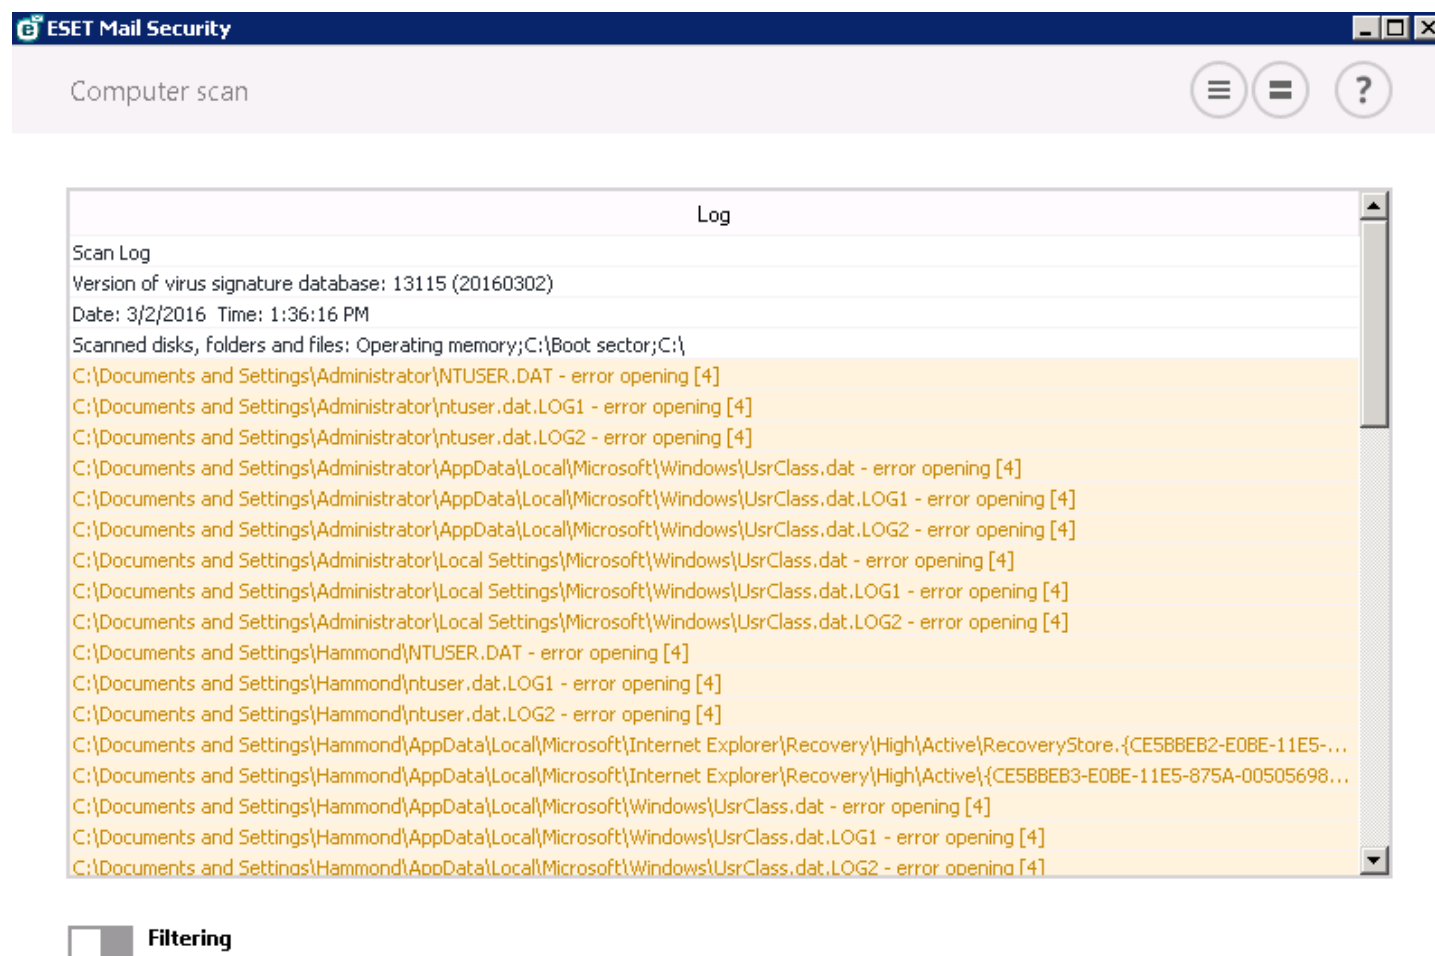 ESET Mail Security
Computer scan
?
Log
Scan Log
Version of virus signature database: 13115 (20160302)
Date: 3/2/2016 Time: 1:36:16 PM
Scanned disks, folders and files: Operating memory;C:\Boot sector;C:\
C:\Documents and Settings\Administrator\NTUSER.DAT - error opening [4]
C:\Documents and Settings\Administrator\ntuser.dat.LOG1 - error opening [4]
C:\Documents and Settings\Administrator\ntuser.dat.LOG2 - error opening [4]
C:\Documents and Settings\Administrator\AppData\Local\Microsoft\Windows\UsrClass.dat - error opening [4]
C:\Documents and Settings\Administrator\AppData\Local\Microsoft\Windows\UsrClass.dat.LOG1 - error opening [4]
C:\Documents and Settings\Administrator\AppData\Local\Microsoft\Windows\UsrClass.dat.LOG2 - error opening [4]
C:\Documents and Settings\Administrator\Local Settings\Microsoft\Windows\UsrClass.dat - error opening [4]
C:\Documents and Settings\Administrator\Local Settings\Microsoft\Windows\UsrClass.dat.LOG1 - error opening [4]
C:\Documents and Settings\Administrator\Local Settings\Microsoft\Windows\UsrClass.dat.LOG2 - error opening [4]
C:\Documents and Settings\Hammond\NTUSER.DAT - error opening [4]
C:\Documents and Settings\Hammond\ntuser.dat.LOG1 - error opening [4]
C:\Documents and Settings\Hammond\ntuser.dat.LOG2 - error opening [4]
C:\Documents and Settings\Hammond\AppData\Local\Microsoft\Internet Explorer\Recovery\High\Active\RecoveryStore.{CE5BBEB2-E0BE-11E5-...
C:\Documents and Settings\Hammond\AppData\Local\Microsoft\Internet Explorer\Recovery\High\Active\{CE5BBEB3-E0BE-11E5-875A-00505698...
C:\Documents and Settings\Hammond\AppData\Local\Microsoft\Windows\UsrClass.dat - error opening [4]
C:\Documents and Settings\Hammond\AppData\Local\Microsoft\Windows\UsrClass.dat.LOG1 - error opening [4]
C:\Documents and Settings\Hammond\AppData\Local\Microsoft\Windows\UsrClass.dat.LOG2 - error opening [4]
Filtering